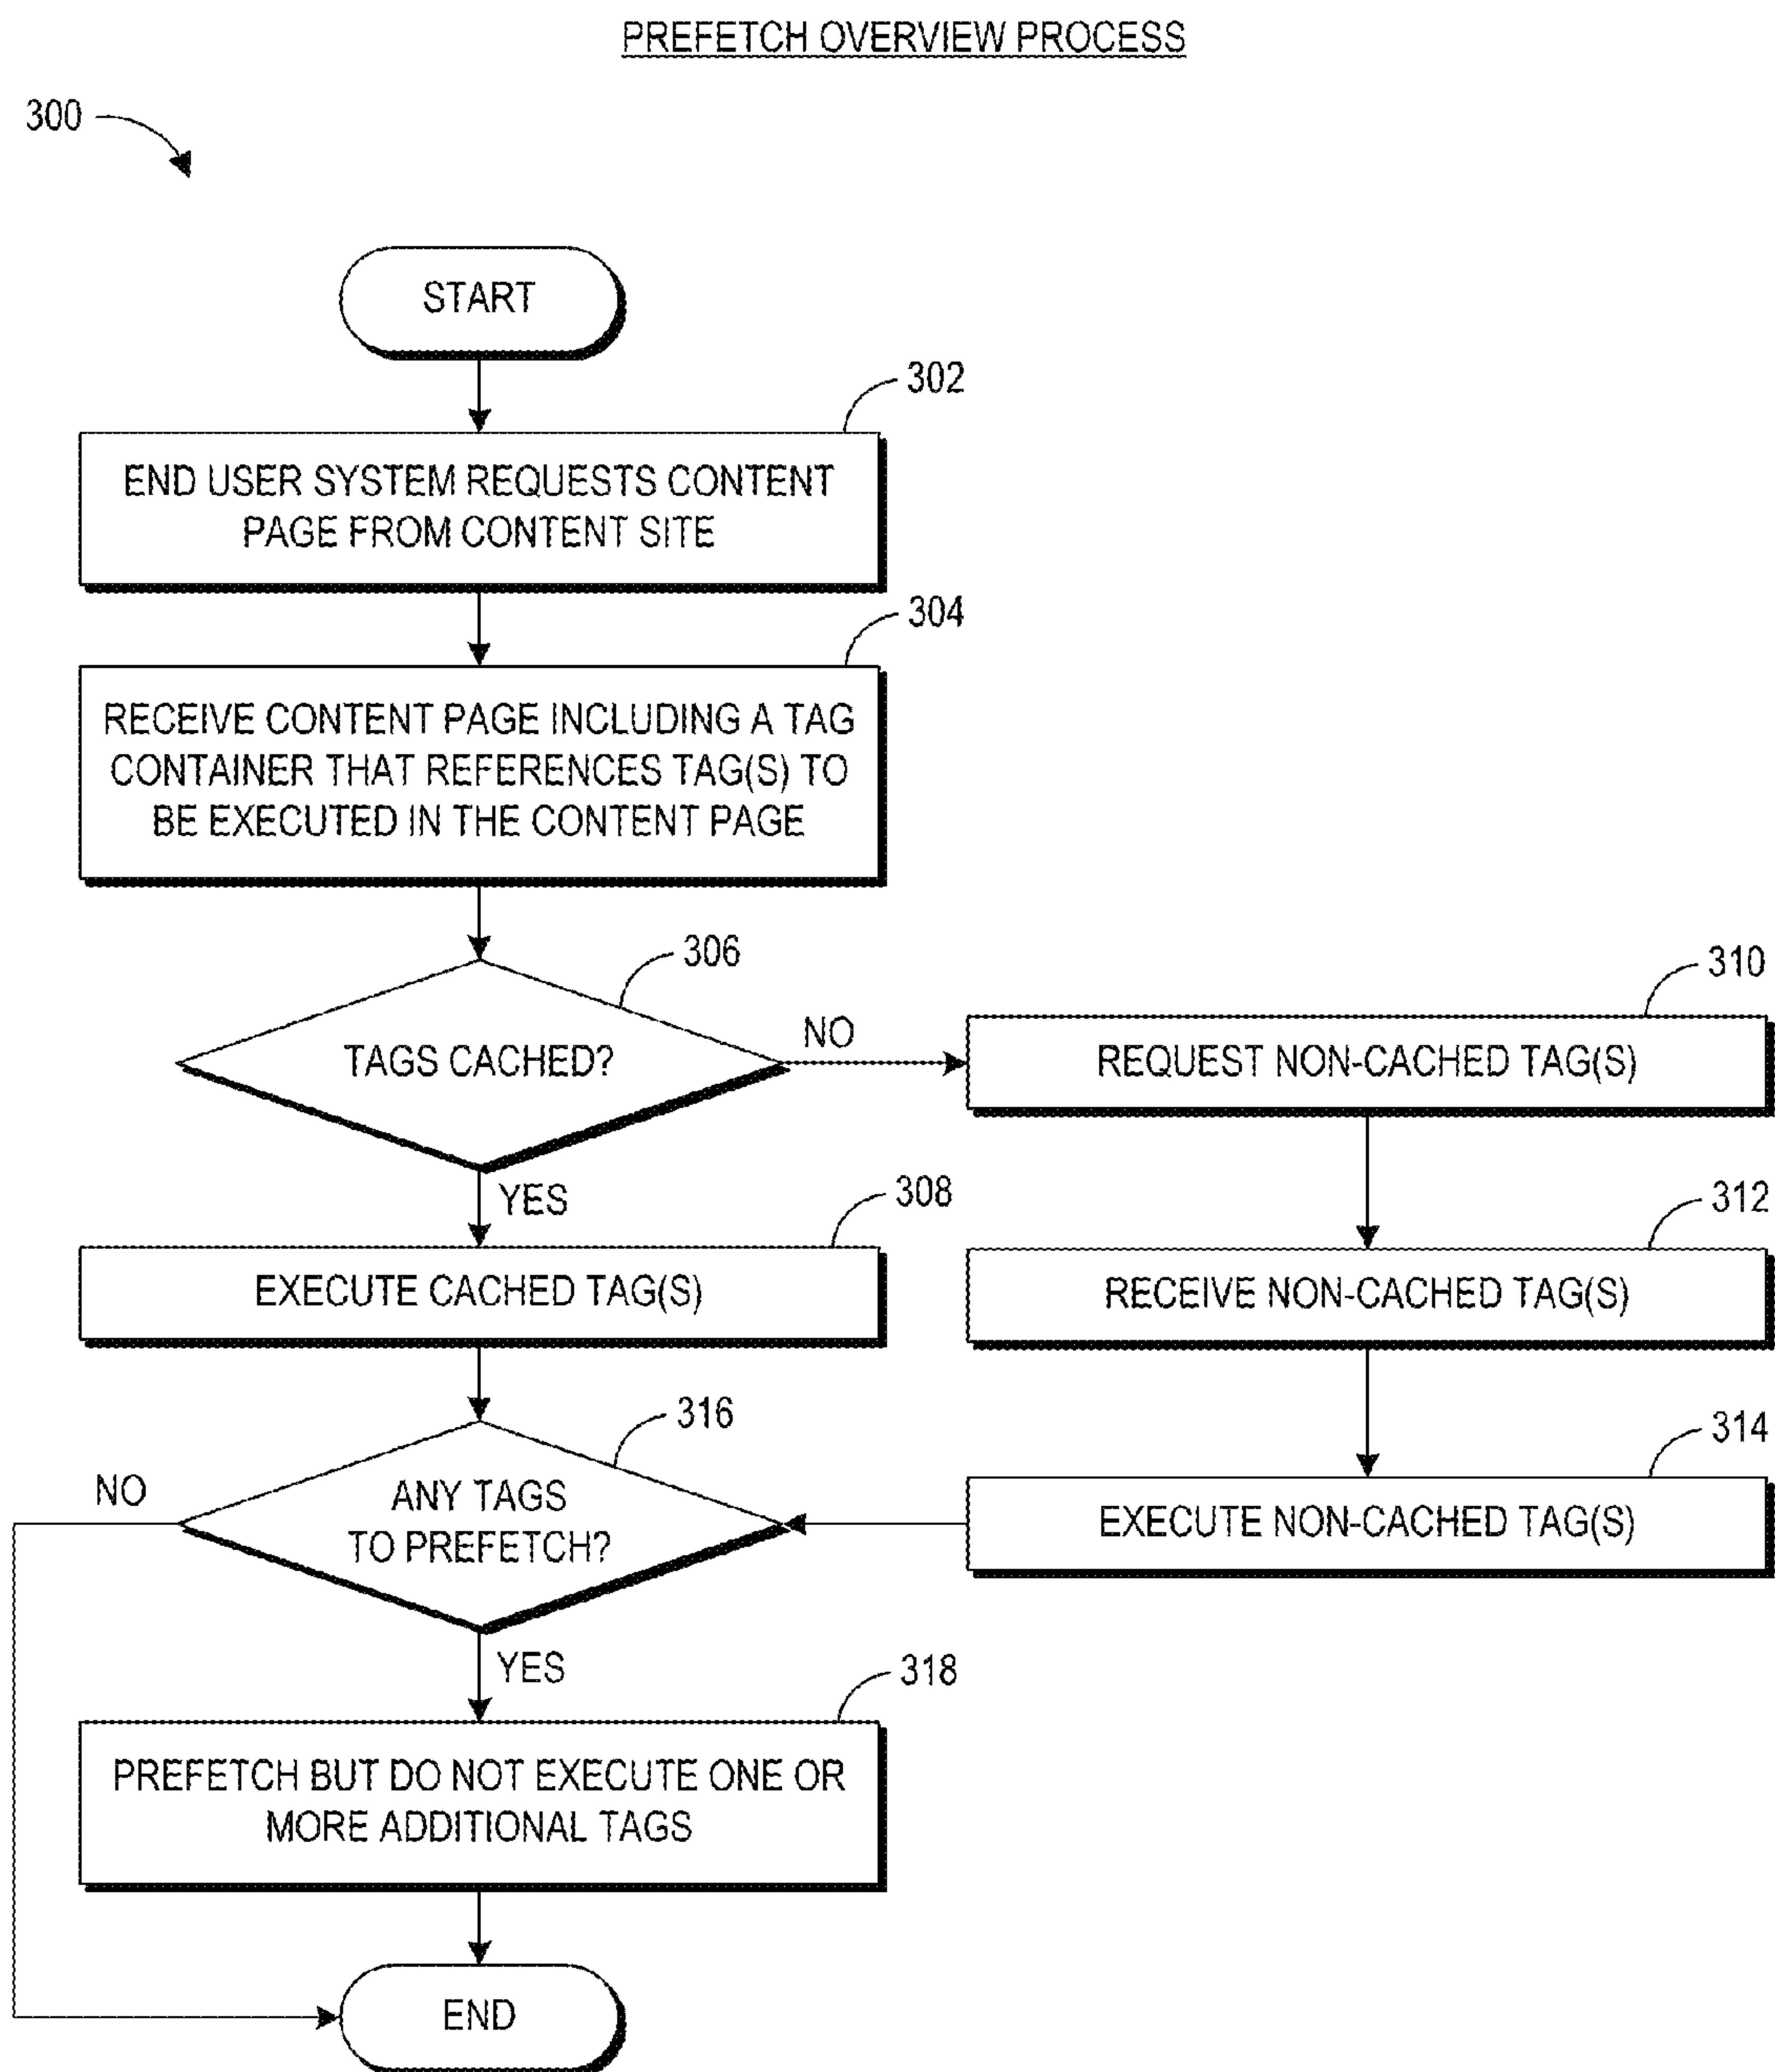 PREFETCH OVERVIEW PROCESS
300
START
302
END USER SYSTEM REQUESTS CONTENT
PAGE FROM CONTENT SITE
304
RECEIVE CONTENT PAGE INCLUDING A TAG
CONTAINER THAT REFERENCES TAG(S) TO
BE EXECUTED IN THE CONTENT PAGE
306
TAGS CACHED?
NO
310
REQUEST NON-CACHED TAG(S)
YES
308
EXECUTE CACHED TAG(S)
312
RECEIVE NON-CACHED TAG(S)
314
EXECUTE NON-CACHED TAG(S)
316
ANY TAGS
TO PREFETCH?
NO
YES
318
PREFETCH BUT DO NOT EXECUTE ONE OR
MORE ADDITIONAL TAGS
END